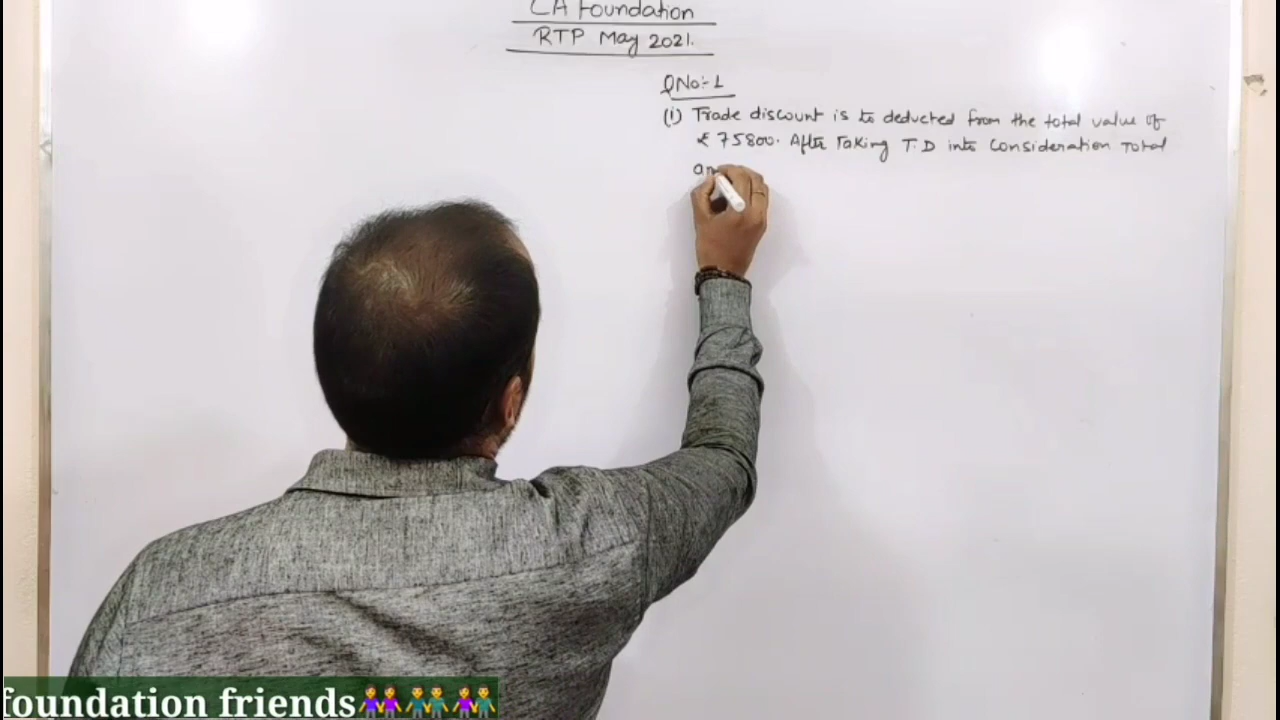 CA Foundation
RTP May 2021.
QNo:-1
(i) Trade discount is to deducted from the total value of
₹ 75800. After Taking T.D into Consideration Total
am
foundation friends👭👬👫